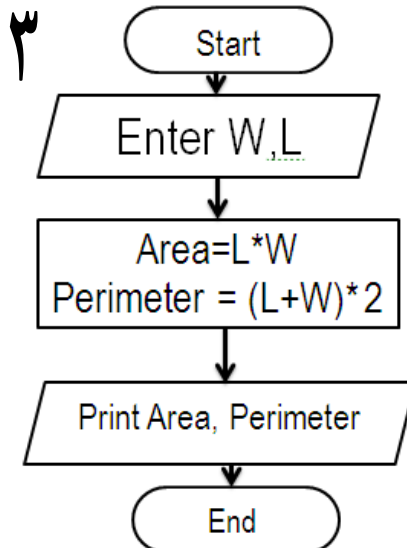 ٣
Start
Enter W,L
Area=L*W
Perimeter = (L+W)*2
Print Area, Perimeter
End